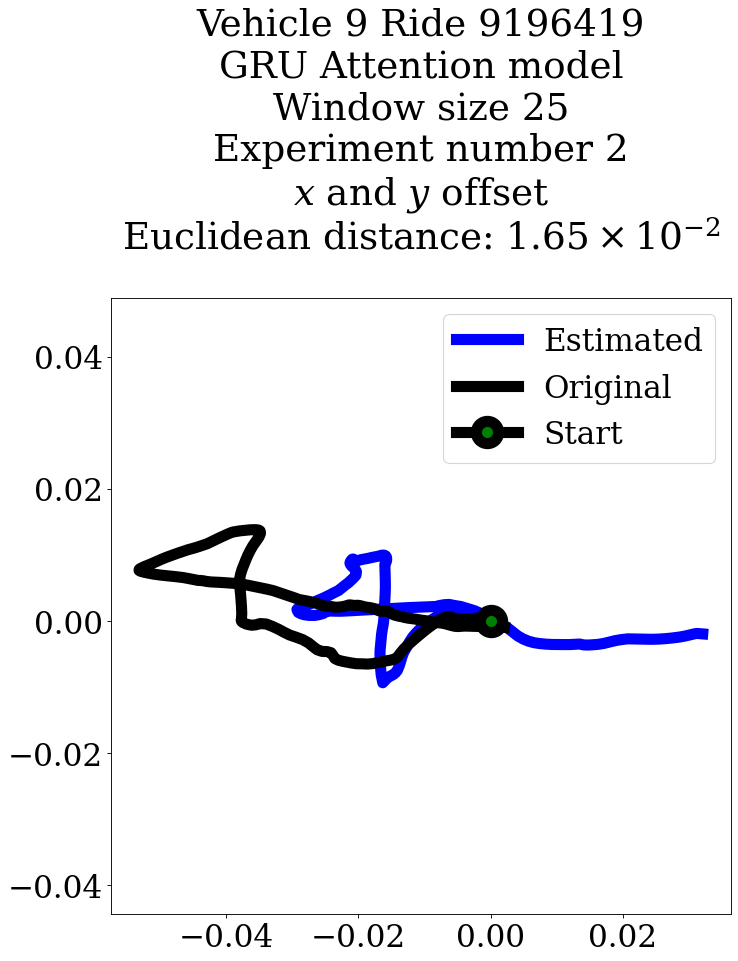 Vehicle 9 Ride 9196419
GRU Attention model
Window size 25
Experiment number 2
x and y offset
Euclidean distance: 1.65 × 10⁻²
Estimated
Original
Start
0.04
0.02
0.00
−0.02
−0.04
−0.04 −0.02 0.00 0.02